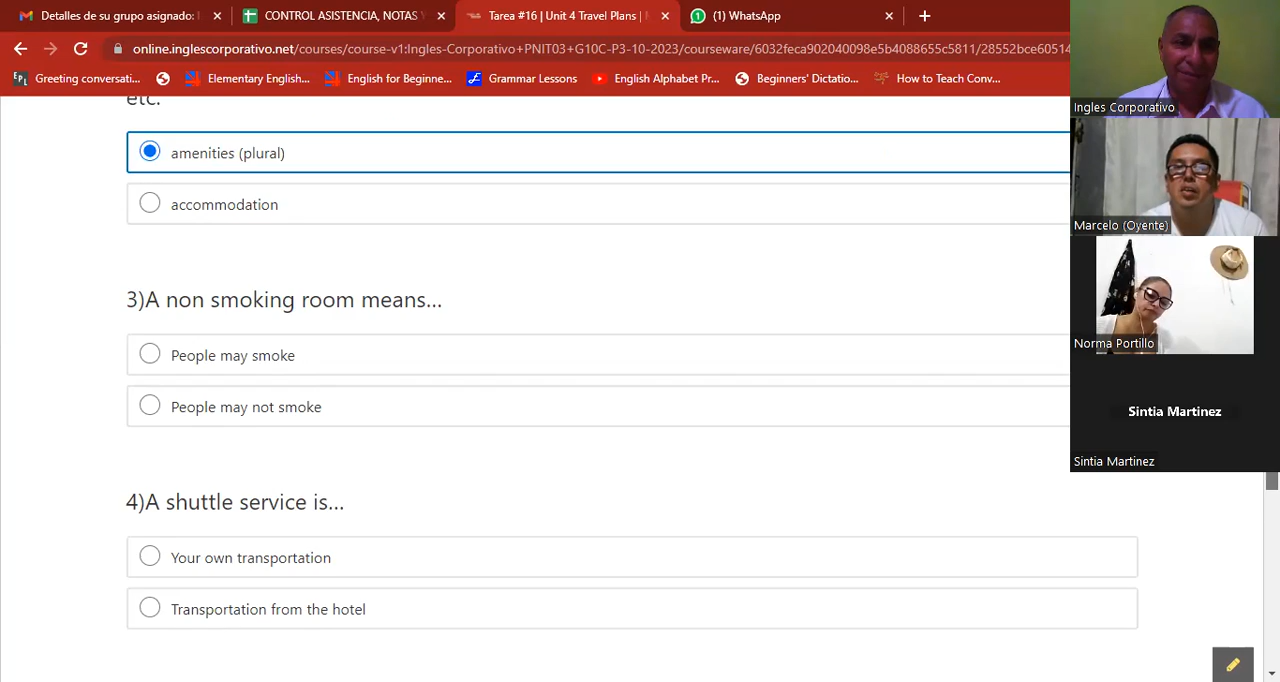 Detalles de su grupo asignado:
CONTROL ASISTENCIA, NOTAS Y
Tarea #16 | Unit 4 Travel Plans |
(1) WhatsApp
online.inglescorporativo.net/courses/course-v1:Ingles-Corporativo+PNIT03+G10C-P3-10-2023/courseware/6032feca902040098e5b4088655c5811/28552bce60514
Greeting conversati...
Elementary English...
English for Beginne...
Grammar Lessons
English Alphabet Pr...
Beginners' Dictatio...
How to Teach Conv...
etc.
amenities (plural)
accommodation
3)A non smoking room means...
People may smoke
People may not smoke
4)A shuttle service is...
Your own transportation
Transportation from the hotel
Ingles Corporativo
Marcelo (Oyente)
Norma Portillo
Sintia Martinez
Sintia Martinez